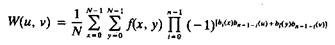 W(u, v) = \frac{1}{N} \sum_{x=0}^{N-1} \sum_{y=0}^{N-1} f(x, y) \prod_{i=0}^{n-1} (-1)^{[b_i(x)b_{n-1-i}(u)+b_i(y)b_{n-1-i}(v)]}